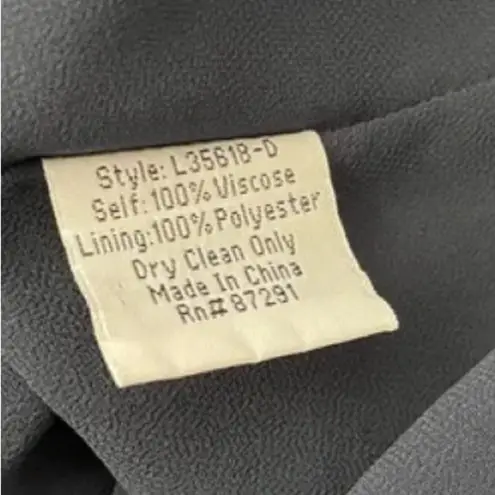 Style: L35618-D
Self: 100% Viscose
Lining:100% Polyester
Dry Clean Only
Made In China
Rn# 87291